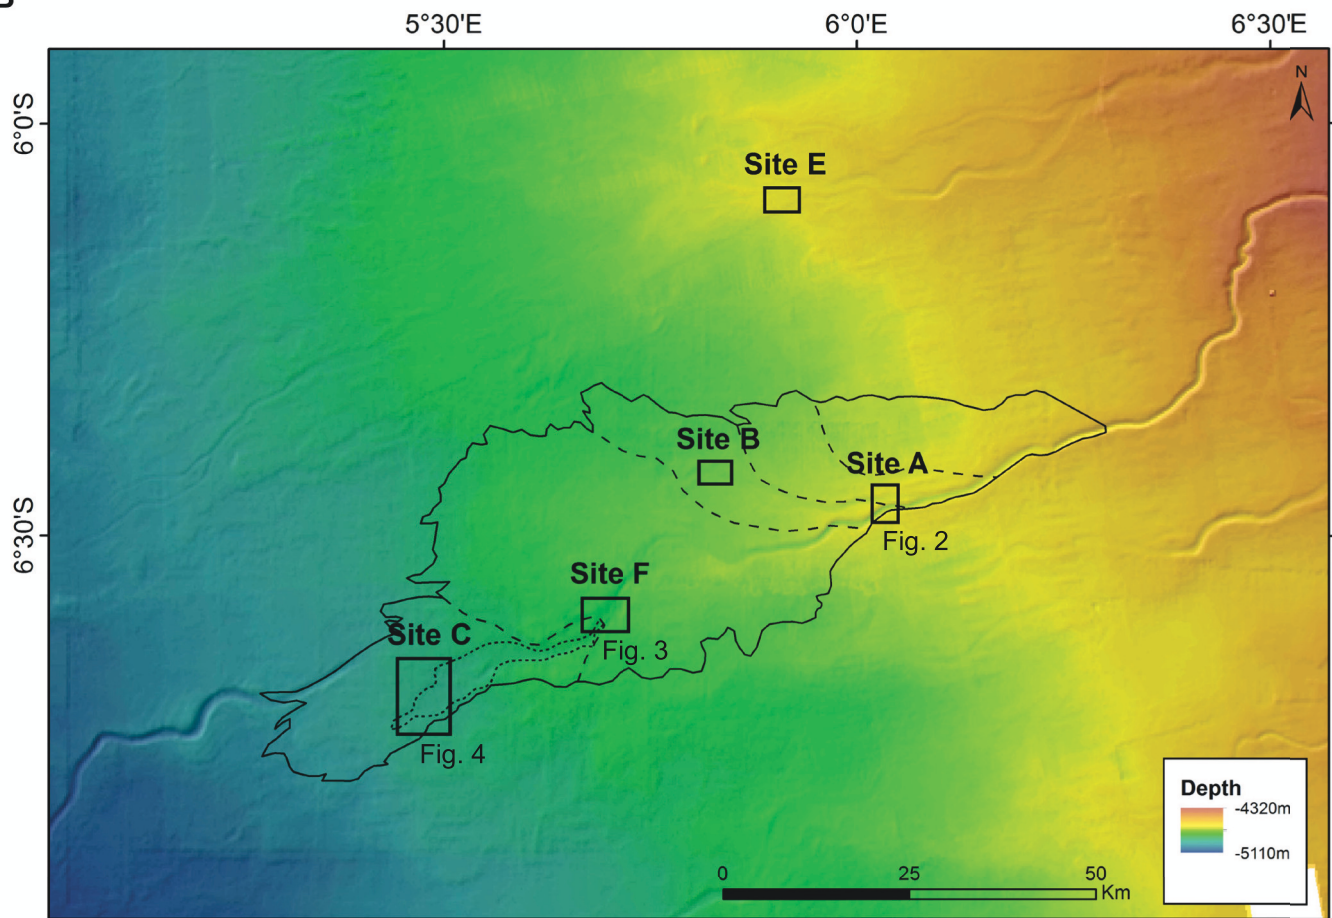 5°30'E 6°0'E 6°30'E
N
6°0'S
Site E
Site B
Site A
6°30'S
Fig. 2
Site F
Site C
Fig. 3
Fig. 4
Depth
-4320m
-5110m
0 25 50
Km